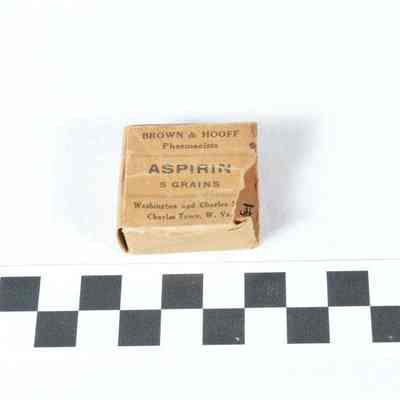 BROWN & HOOFF
Pharmacists
ASPIRIN
5 GRAINS
Washington and Charles
Charles Town, W. Va.